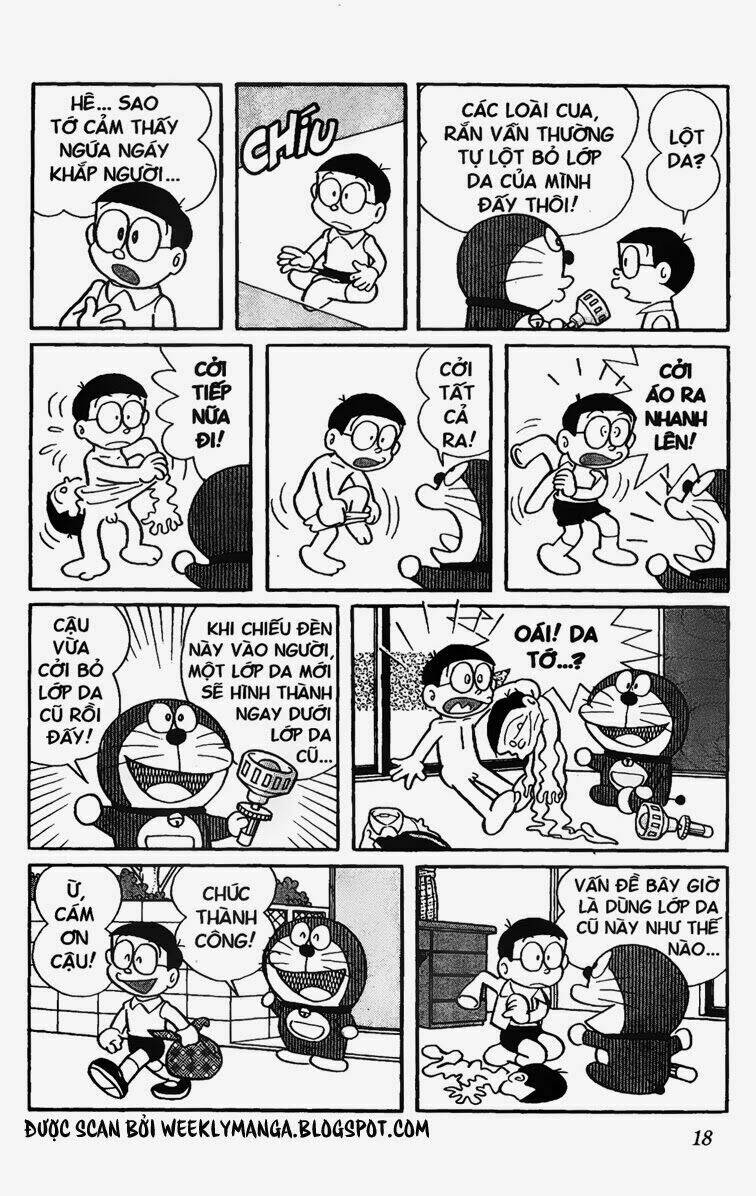 LỘT
DA?
CÁC LOÀI CUA,
RẮN VẪN THƯỜNG
TỰ LỘT BỎ LỚP
DA CỦA MÌNH
ĐẤY THÔI!
CHÍU
HÊ... SAO
TỚ CẢM THẤY
NGỨA NGÁY
KHẮP NGƯỜI...
CỞI
ÁO RA
NHANH
LÊN!
CỞI
TẤT
CẢ
RA!
CỞI
TIẾP
NỮA
ĐI!
OÁI! DA
TỚ...?
KHI CHIẾU ĐÈN
NÀY VÀO NGƯỜI,
MỘT LỚP DA MỚI
SẼ HÌNH THÀNH
NGAY DƯỚI
LỚP DA
CŨ...
CẬU
VỪA
CỞI BỎ
LỚP DA
CŨ RỒI
ĐẤY!
VẤN ĐỀ BÂY GIỜ
LÀ DÙNG LỚP DA
CŨ NÀY NHƯ THẾ
NÀO...
CHÚC
THÀNH
CÔNG!
Ừ,
CÁM
ƠN
CẬU!
ĐƯỢC SCAN BỞI WEEKLYMANGA.BLOGSPOT.COM
18